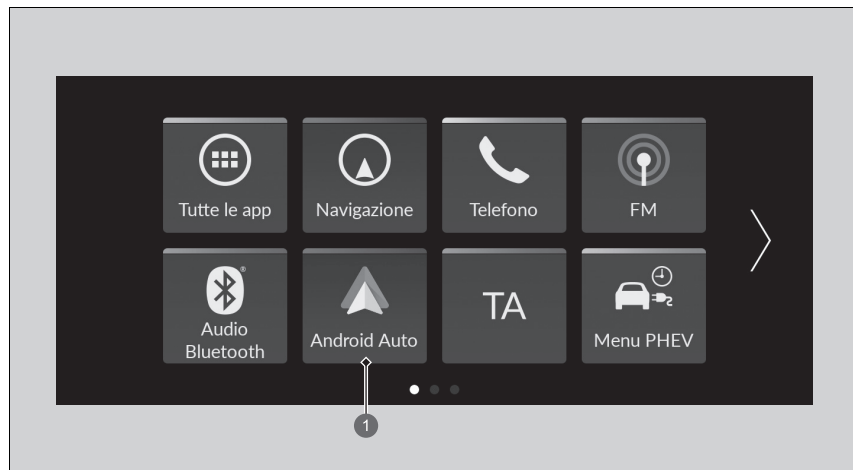 Tutte le app
Navigazione
Telefono
FM
Audio
Bluetooth
®
Android Auto
TA
Menu PHEV
1